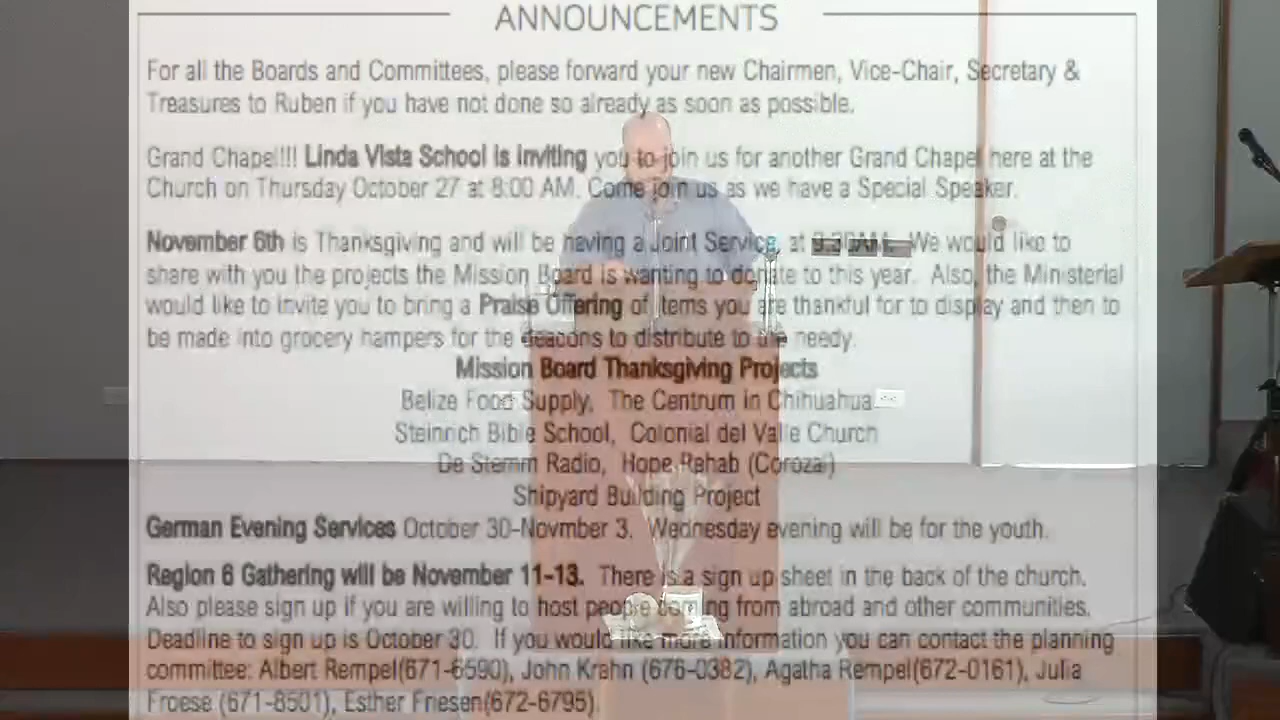 ANNOUNCEMENTS
For all the Boards and Committees, please forward your new Chairmen, Vice-Chair, Secretary &
Treasures to Ruben if you have not done so already as soon as possible.
Grand Chapel!!! Linda Vista School is inviting you to join us for another Grand Chapel here at the
Church on Thursday October 27 at 8:00 AM. Come join us as we have a Special Speaker.
November 6th is Thanksgiving and will be having a Joint Service, at 9:30AM. We would like to
share with you the projects the Mission Board is wanting to donate to this year. Also, the Ministerial
would like to invite you to bring a Praise Offering of items you are thankful for to display and then to
be made into grocery hampers for the deacons to distribute to the needy.
Mission Board Thanksgiving Projects
Belize Food Supply, The Centrum in Chihuahua
Steinrich Bible School, Colonial del Valle Church
De Stemm Radio, Hope Rehab (Corozal)
Shipyard Building Project
German Evening Services October 30-Novmber 3. Wednesday evening will be for the youth.
Region 6 Gathering will be November 11-13. There is a sign up sheet in the back of the church.
Also please sign up if you are willing to host people coming from abroad and other communities.
Deadline to sign up is October 30. If you would like more information you can contact the planning
committee: Albert Rempel(671-6590), John Krahn (676-0382), Agatha Rempel(672-0161), Julia
Froese (671-8501), Esther Friesen(672-6795).